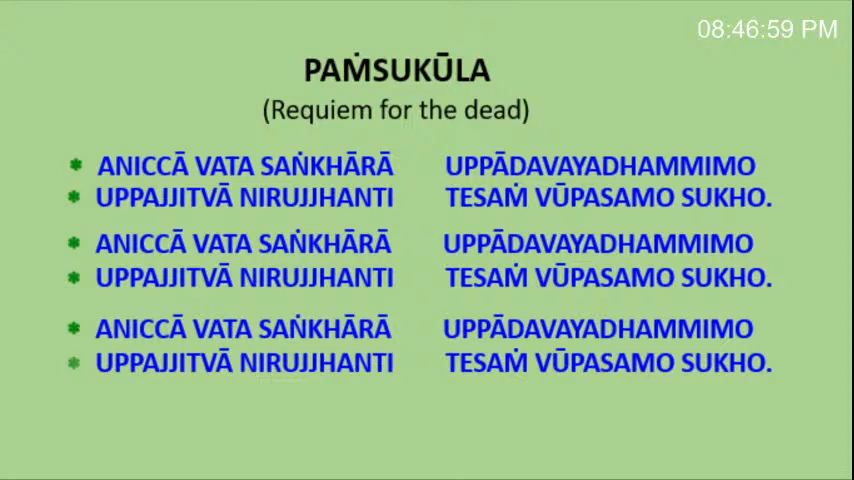 08:46:59 PM
PAṀSUKŪLA
(Requiem for the dead)
* ANICCĀ VATA SAṄKHĀRĀ UPPĀDAVAYADHAMMIMO
* UPPAJJITVĀ NIRUJJHANTI TESAṀ VŪPASAMO SUKHO.
* ANICCĀ VATA SAṄKHĀRĀ UPPĀDAVAYADHAMMIMO
* UPPAJJITVĀ NIRUJJHANTI TESAṀ VŪPASAMO SUKHO.
* ANICCĀ VATA SAṄKHĀRĀ UPPĀDAVAYADHAMMIMO
* UPPAJJITVĀ NIRUJJHANTI TESAṀ VŪPASAMO SUKHO.